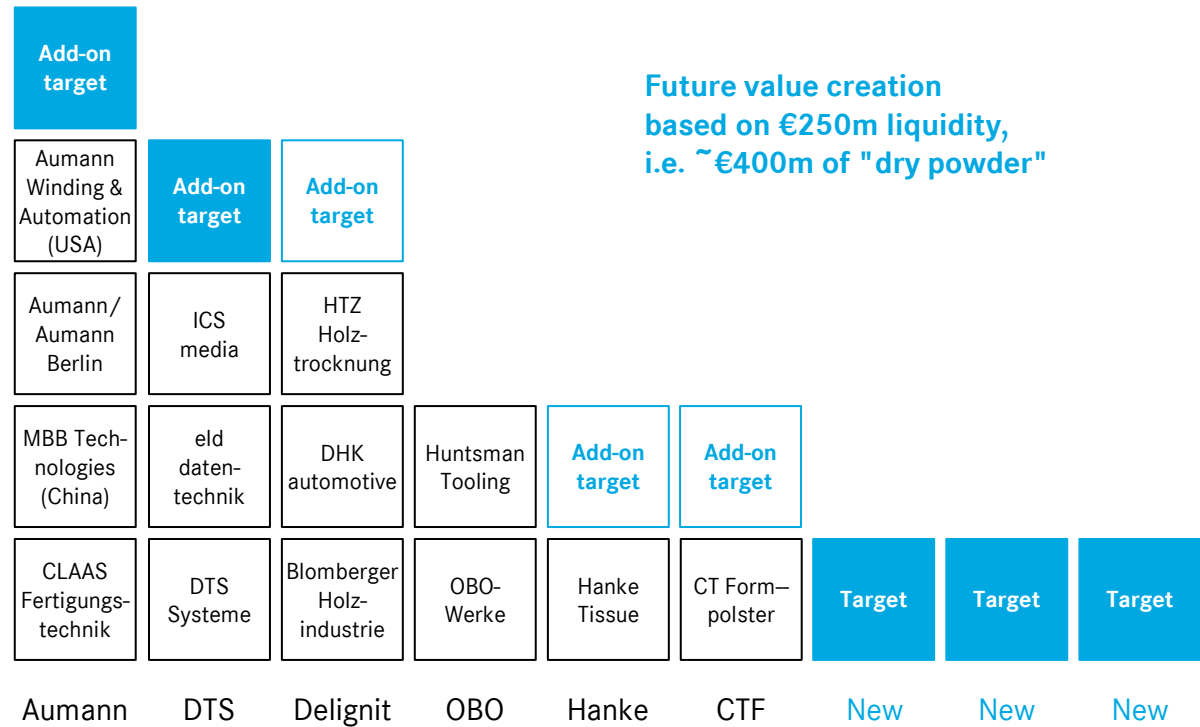 Add-on
target
Future value creation
based on €250m liquidity,
i.e. ~€400m of "dry powder"
Aumann
Winding &
Automation
(USA)
Add-on
target
Add-on
target
Aumann/
Aumann
Berlin
ICS
media
HTZ
Holz-
trocknung
MBB Tech-
nologies
(China)
eld
daten-
technik
DHK
automotive
Huntsman
Tooling
Add-on
target
Add-on
target
CLAAS
Fertigungs-
technik
DTS
Systeme
Blomberger
Holz-
industrie
OBO-
Werke
Hanke
Tissue
CT Form--
polster
Target
Target
Target
Aumann
DTS
Delignit
OBO
Hanke
CTF
New
New
New